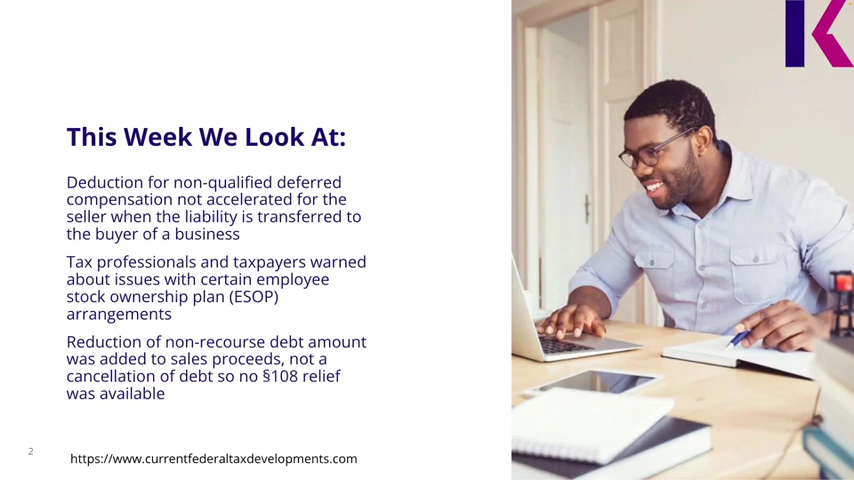 This Week We Look At:
Deduction for non-qualified deferred
compensation not accelerated for the
seller when the liability is transferred to
the buyer of a business
Tax professionals and taxpayers warned
about issues with certain employee
stock ownership plan (ESOP)
arrangements
Reduction of non-recourse debt amount
was added to sales proceeds, not a
cancellation of debt so no §108 relief
was available
2
https://www.currentfederaltaxdevelopments.com
K